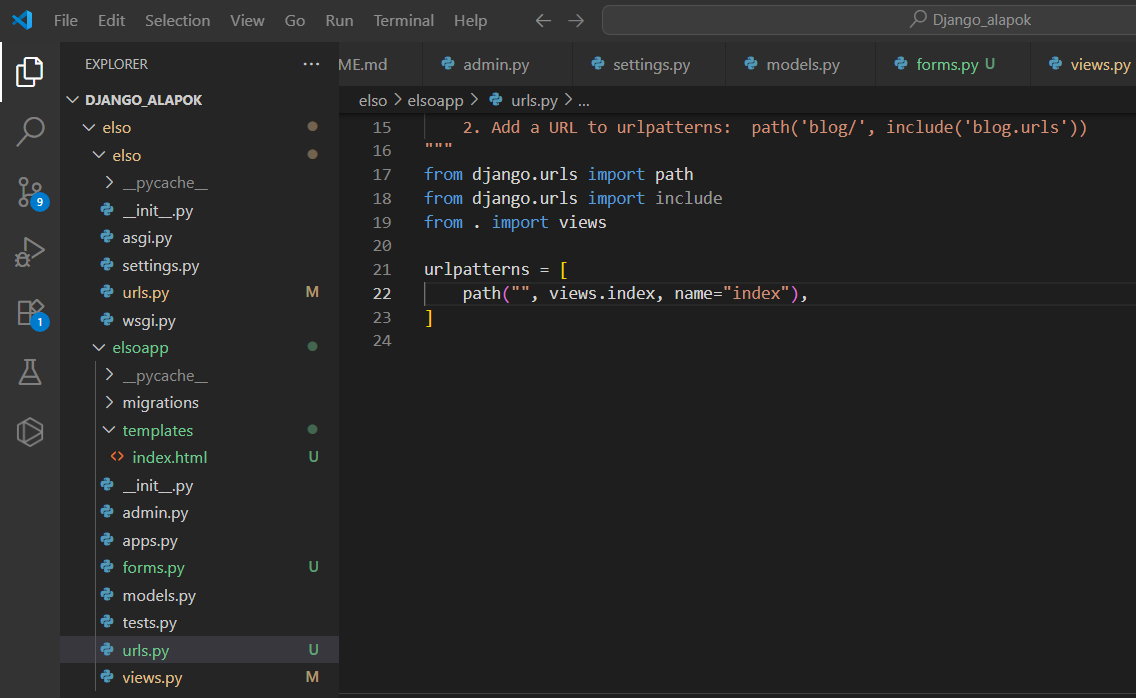 File Edit Selection View Go Run Terminal Help Django_alapok
EXPLORER
ME.md admin.py settings.py models.py forms.py U views.py
DJANGO_ALAPOK
elso
elso
__pycache__
__init__.py
asgi.py
settings.py
urls.py M
wsgi.py
elsoapp
__pycache__
migrations
templates
index.html U
__init__.py
admin.py
apps.py
forms.py U
models.py
tests.py
urls.py U
views.py M
9
1
elso > elsoapp > urls.py > ...
15 2. Add a URL to urlpatterns:  path('blog/', include('blog.urls'))
16 """
17 from django.urls import path
18 from django.urls import include
19 from . import views
20
21 urlpatterns = [
22 path("", views.index, name="index"),
23 ]
24